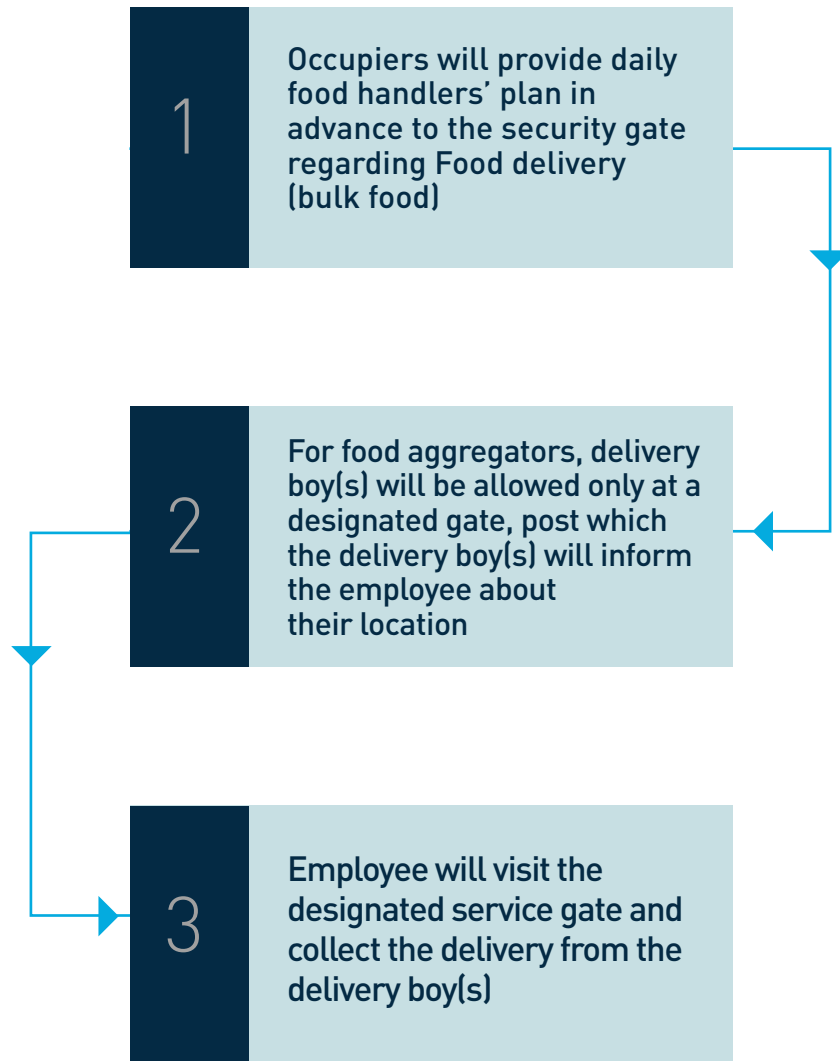 1
Occupiers will provide daily
food handlers’ plan in
advance to the security gate
regarding Food delivery
(bulk food)
2
For food aggregators, delivery
boy(s) will be allowed only at a
designated gate, post which
the delivery boy(s) will inform
the employee about
their location
3
Employee will visit the
designated service gate and
collect the delivery from the
delivery boy(s)